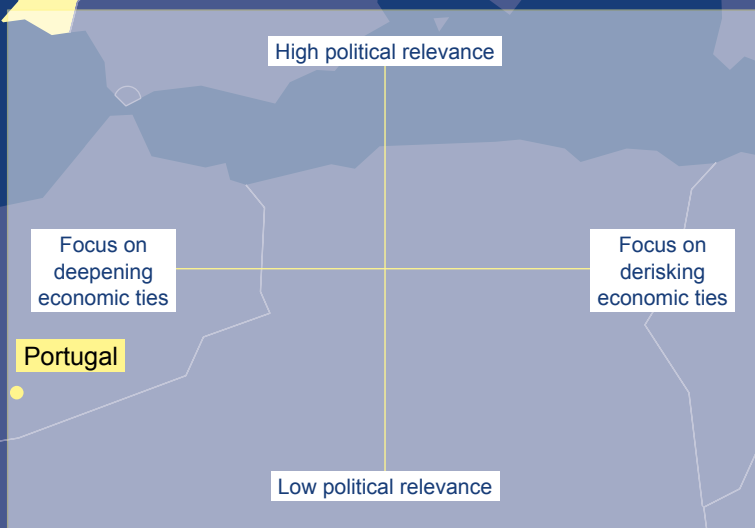 High political relevance
Focus on
deepening
economic ties
Focus on
derisking
economic ties
Portugal
Low political relevance